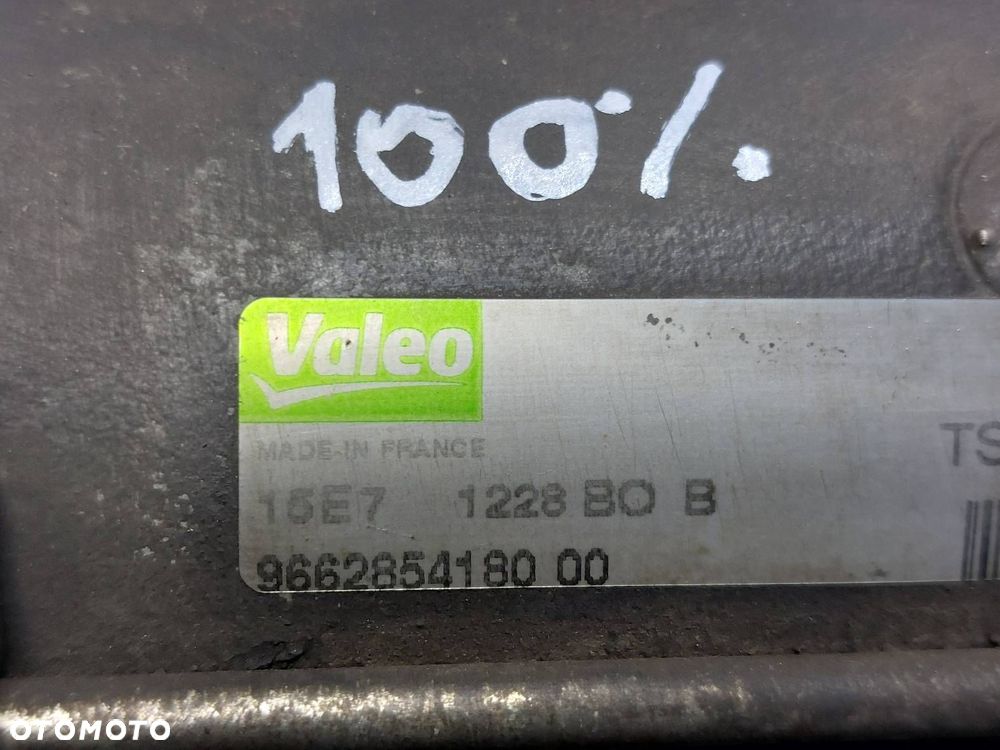 100%
Valeo
MADE-IN FRANCE
TS
15E7 1228 BO B
9662854180 00
OTOMOTO